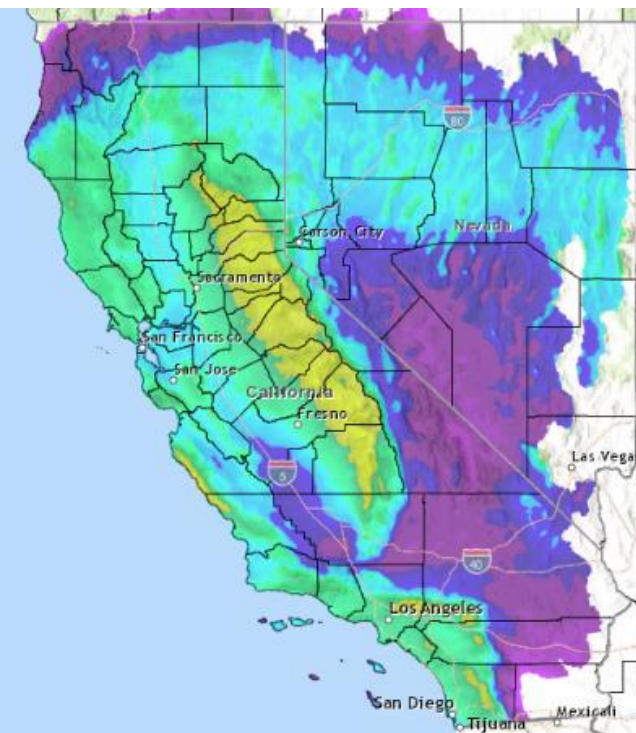 80
Nevada
Carson City
Sacramento
San Francisco
San Jose
California
Fresno
Las Vega
5
40
Los Angeles
San Diego
Mexicali
Tijuana